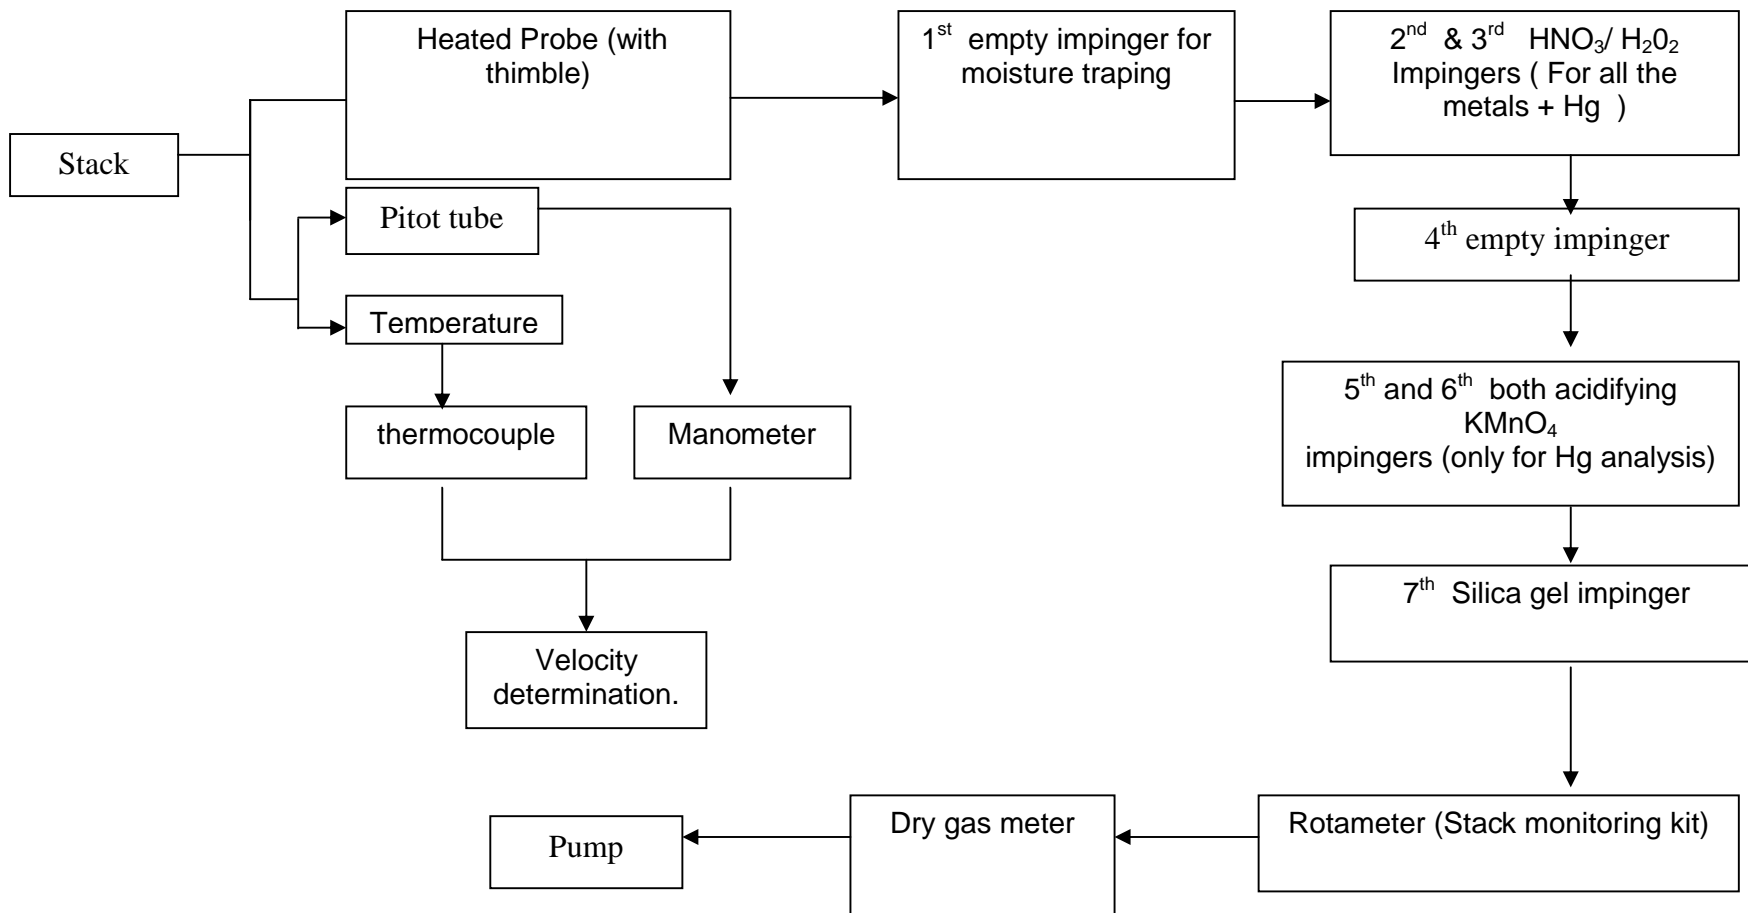 Stack
Heated Probe (with
thimble)
1st empty impinger for
moisture traping
2nd & 3rd HNO3/ H202
Impingers ( For all the
metals + Hg )
Pitot tube
4th empty impinger
Temperature
thermocouple
Manometer
5th and 6th both acidifying
KMnO4
impingers (only for Hg analysis)
7th Silica gel impinger
Velocity
determination.
Rotameter (Stack monitoring kit)
Dry gas meter
Pump